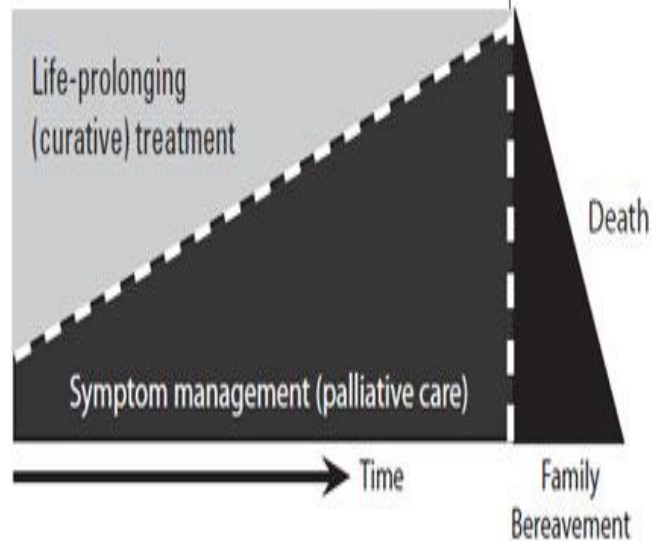 Life-prolonging
(curative) treatment
Death
Symptom management (palliative care)
Time
Family
Bereavement